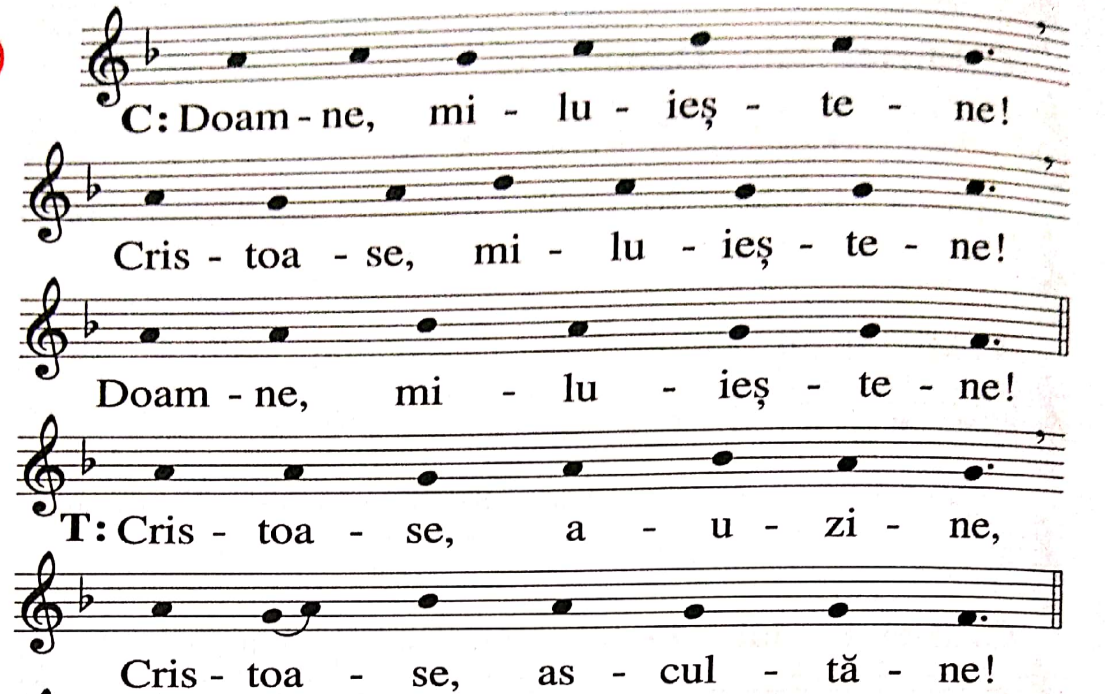 C: Doam - ne, mi - lu - ieș - te - ne!
Cris - toa - se, mi - lu - ieș - te - ne!
Doam - ne, mi - lu - ieș - te - ne!
T: Cris - toa - se, a - u - zi - ne,
Cris - toa - se, as - cul - tă - ne!